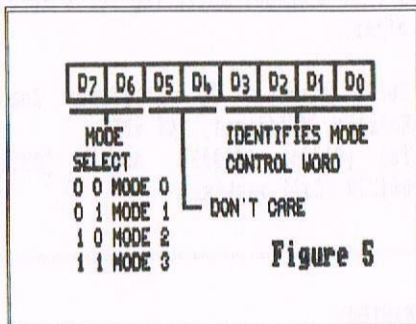 D7 D6 D5 D4 D3 D2 D1 D0
MODE SELECT
IDENTIFIES MODE CONTROL WORD
0 0 MODE 0
0 1 MODE 1
1 0 MODE 2
1 1 MODE 3
DON'T CARE
Figure 5